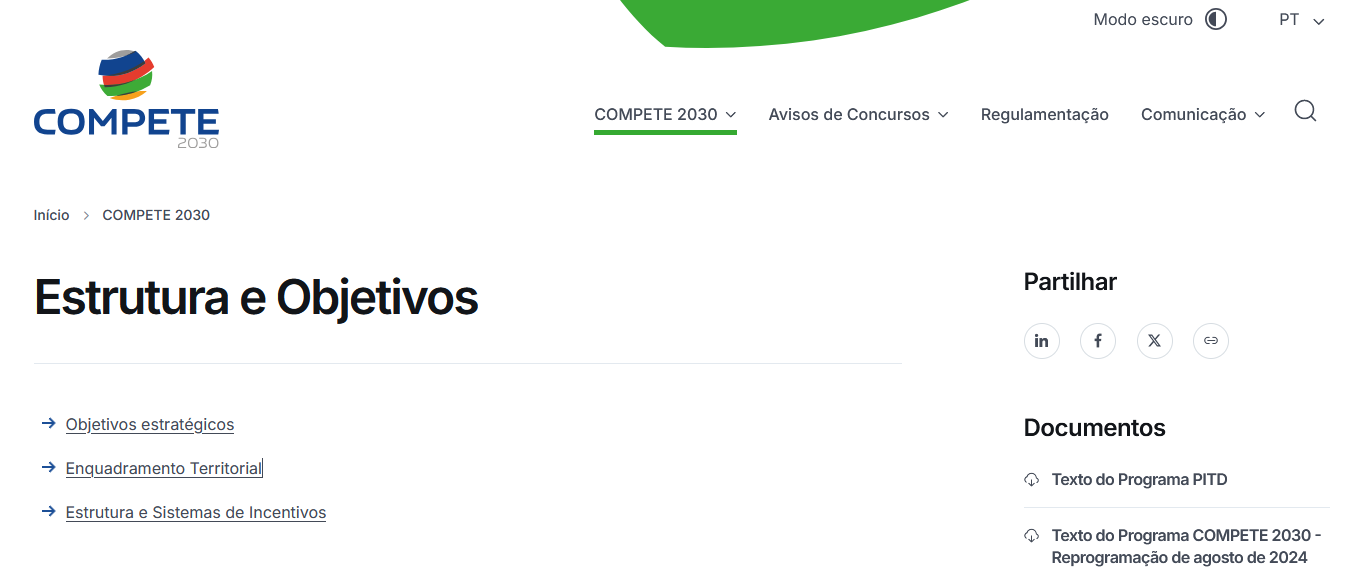 Modo escuro
PT
COMPETE
2030
COMPETE 2030
Avisos de Concursos
Regulamentação
Comunicação
Início
COMPETE 2030
Estrutura e Objetivos
Objetivos estratégicos
Enquadramento Territorial
Estrutura e Sistemas de Incentivos
Partilhar
in
f
X
Documentos
Texto do Programa PITD
Texto do Programa COMPETE 2030 -
Reprogramação de agosto de 2024